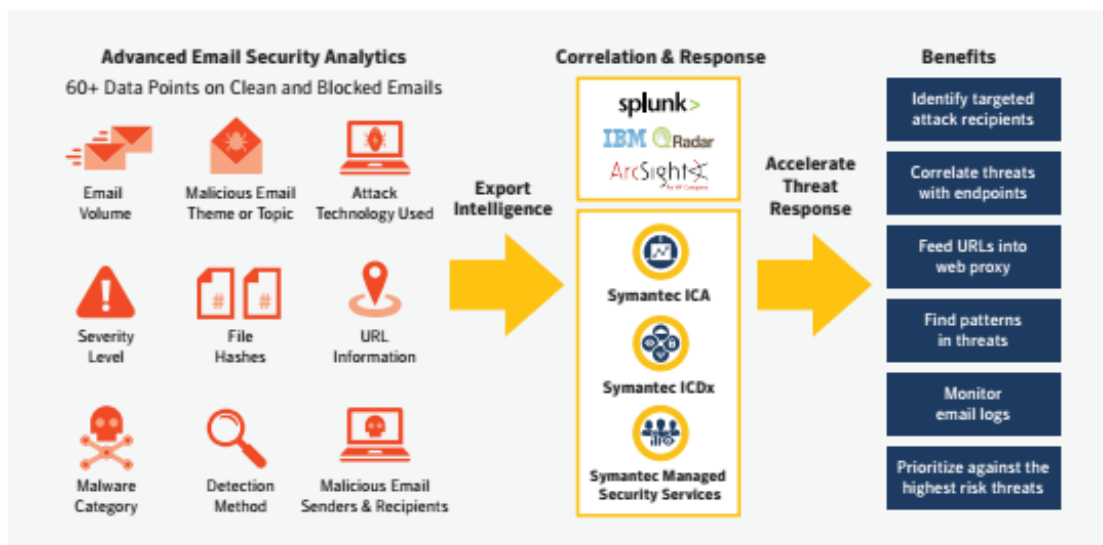 Advanced Email Security Analytics
60+ Data Points on Clean and Blocked Emails
Email
Volume
Malicious Email
Theme or Topic
Attack
Technology Used
Severity
Level
#
#
File
Hashes
URL
Information
Malware
Category
Detection
Method
Malicious Email
Senders & Recipients
Export
Intelligence
Correlation & Response
splunk>
IBM QRadar
ArcSight
An HP Company
Symantec ICA
Symantec ICDx
Symantec Managed
Security Services
Accelerate
Threat
Response
Benefits
Identify targeted
attack recipients
Correlate threats
with endpoints
Feed URLs into
web proxy
Find patterns
in threats
Monitor
email logs
Prioritize against the
highest risk threats